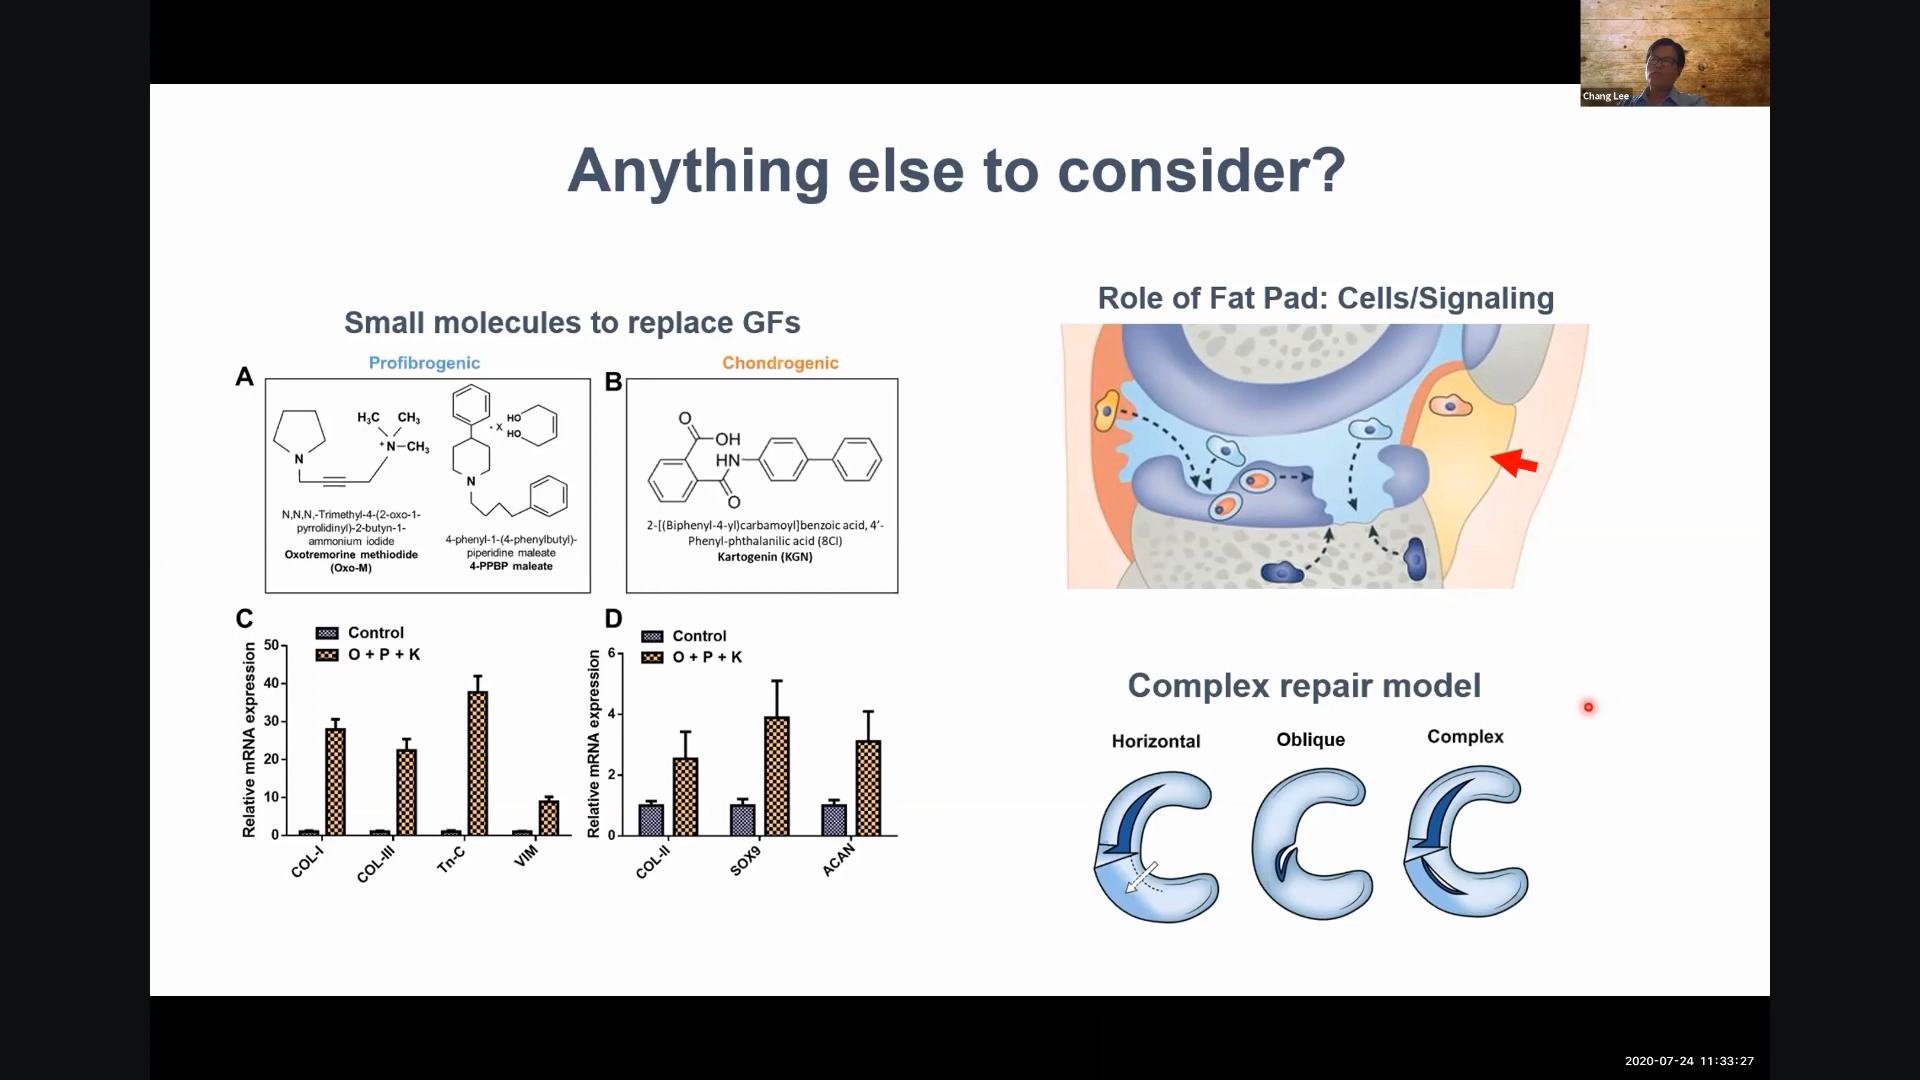 Chang Lee
Anything else to consider?
Small molecules to replace GFs
Profibrogenic
Chondrogenic
A
H₃C CH₃
⁺N–CH₃
N
HO
HO
· X
N
N,N,N,-Trimethyl-4-(2-oxo-1-
pyrrolidinyl)-2-butyn-1-
ammonium iodide
Oxotremorine methiodide
(Oxo-M)
4-phenyl-1-(4-phenylbutyl)-
piperidine maleate
4-PPBP maleate
B
O
OH
HN
O
2-[(Biphenyl-4-yl)carbamoyl]benzoic acid, 4′-
Phenyl-phthalanilic acid (8CI)
Kartogenin (KGN)
C
Control
O + P + K
Relative mRNA expression
50
40
30
20
10
0
COL-I
COL-III
Tn-C
VIM
D
Control
O + P + K
Relative mRNA expression
6
4
2
0
COL-II
SOX9
ACAN
Role of Fat Pad: Cells/Signaling
Complex repair model
Horizontal
Oblique
Complex
2020-07-24 11:33:27